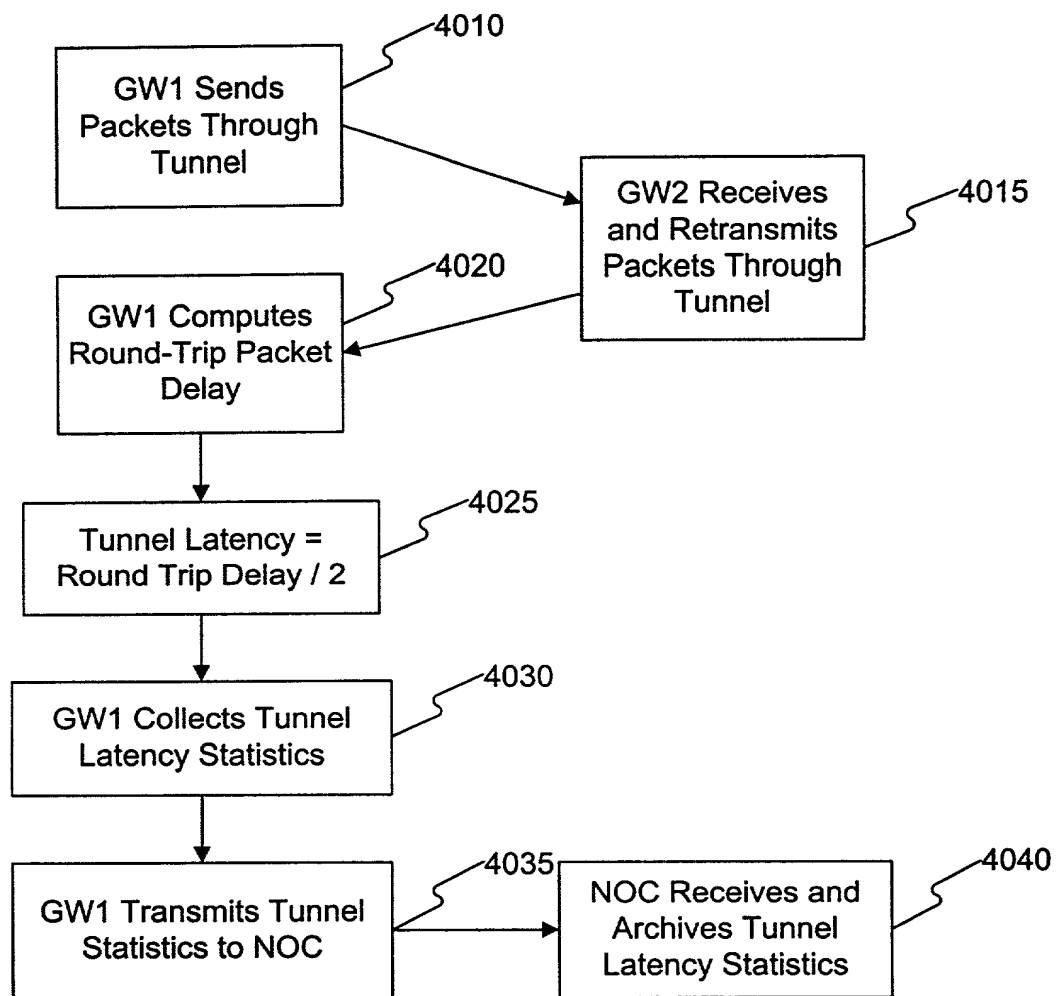 4010
GW1 Sends
Packets Through
Tunnel
4015
GW2 Receives
and Retransmits
Packets Through
Tunnel
4020
GW1 Computes
Round-Trip Packet
Delay
4025
Tunnel Latency =
Round Trip Delay / 2
4030
GW1 Collects Tunnel
Latency Statistics
4035
GW1 Transmits Tunnel
Statistics to NOC
4040
NOC Receives and
Archives Tunnel
Latency Statistics